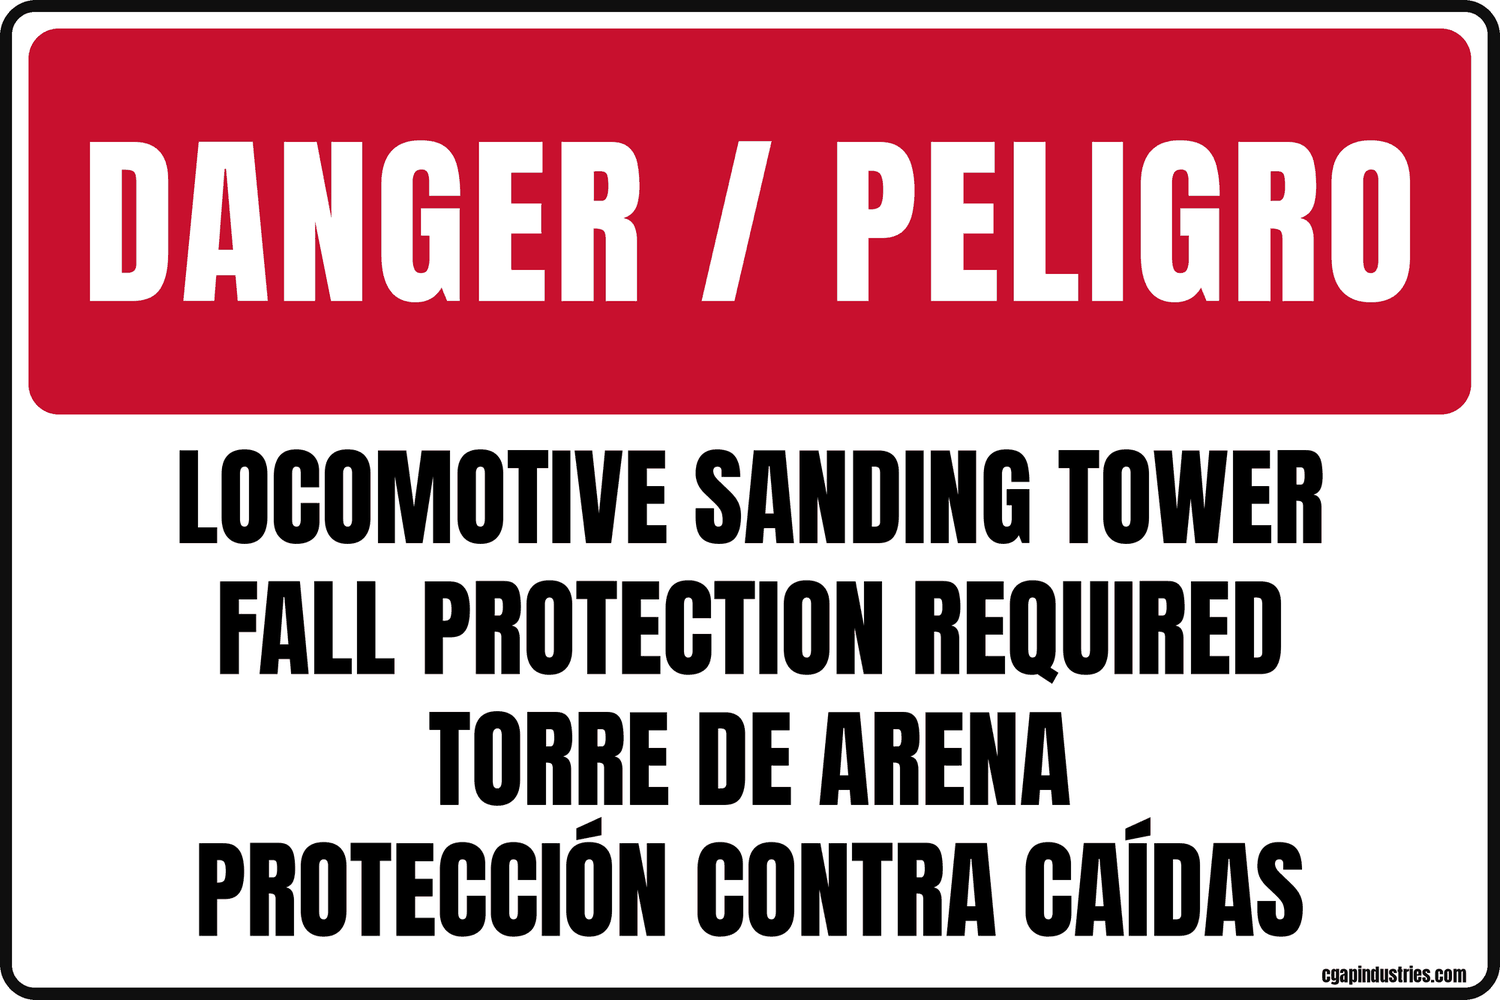 DANGER / PELIGRO
LOCOMOTIVE SANDING TOWER
FALL PROTECTION REQUIRED
TORRE DE ARENA
PROTECCIÓN CONTRA CAÍDAS
cgapindustries.com